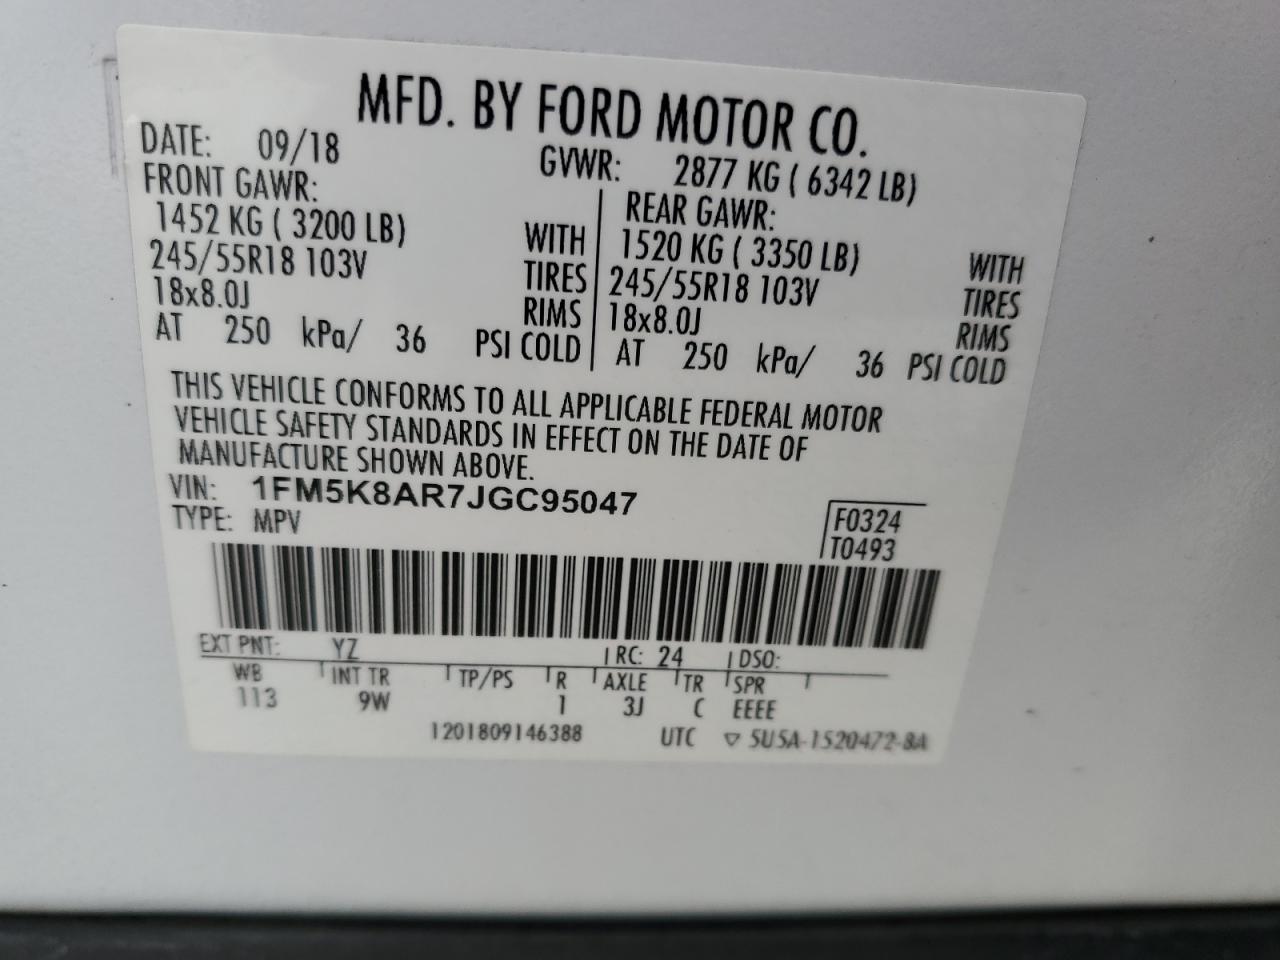 MFD. BY FORD MOTOR CO.
DATE: 09/18 GVWR: 2877 KG ( 6342 LB)
FRONT GAWR: REAR GAWR:
1452 KG ( 3200 LB) WITH 1520 KG ( 3350 LB) WITH
245/55R18 103V TIRES 245/55R18 103V TIRES
18x8.0J RIMS 18x8.0J RIMS
AT 250 kPa/ 36 PSI COLD AT 250 kPa/ 36 PSI COLD
THIS VEHICLE CONFORMS TO ALL APPLICABLE FEDERAL MOTOR
VEHICLE SAFETY STANDARDS IN EFFECT ON THE DATE OF
MANUFACTURE SHOWN ABOVE.
VIN: 1FM5K8AR7JGC95047
TYPE: MPV F0324
T0493
EXT PNT: YZ RC: 24 DSO:
WB INT TR TP/PS R AXLE TR SPR
113 9W 1 3J C EEEE
1201809146388 UTC ▽ 5U5A-1520472-8A